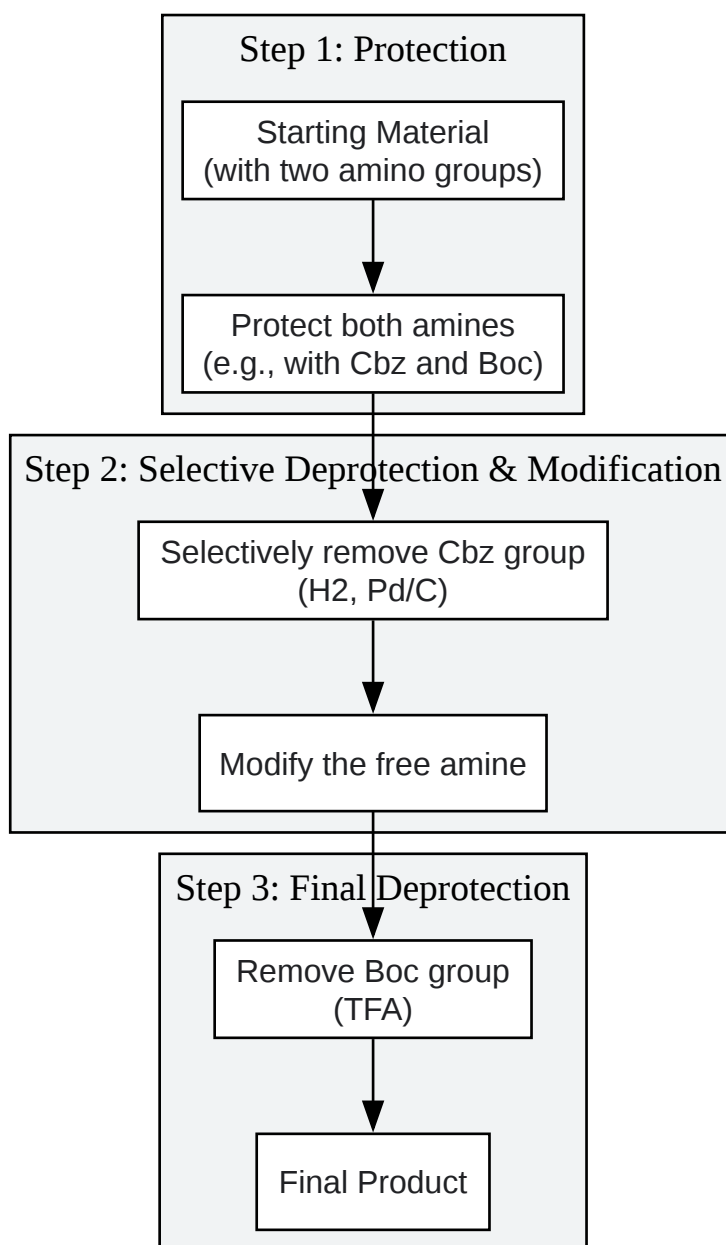 Step 1: Protection
Starting Material
(with two amino groups)
Protect both amines
(e.g., with Cbz and Boc)
Step 2: Selective Deprotection & Modification
Selectively remove Cbz group
(H2, Pd/C)
Modify the free amine
Step 3: Final Deprotection
Remove Boc group
(TFA)
Final Product